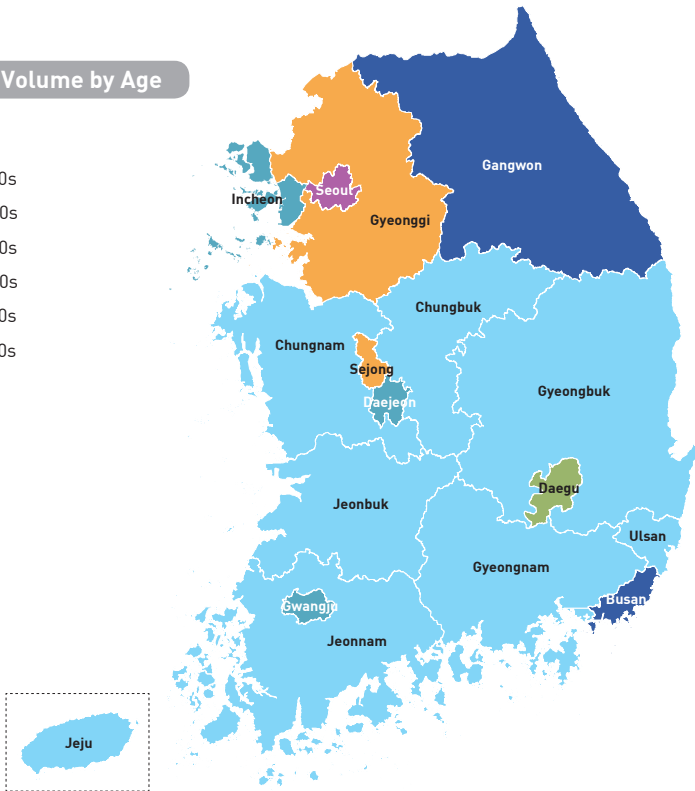 Volume by Age
0s
0s
0s
0s
0s
0s
Gangwon
Incheon
Seoul
Gyeonggi
Chungbuk
Chungnam
Sejong
Gyeongbuk
Daejeon
Daegu
Jeonbuk
Ulsan
Gyeongnam
Busan
Gwangju
Jeonnam
Jeju